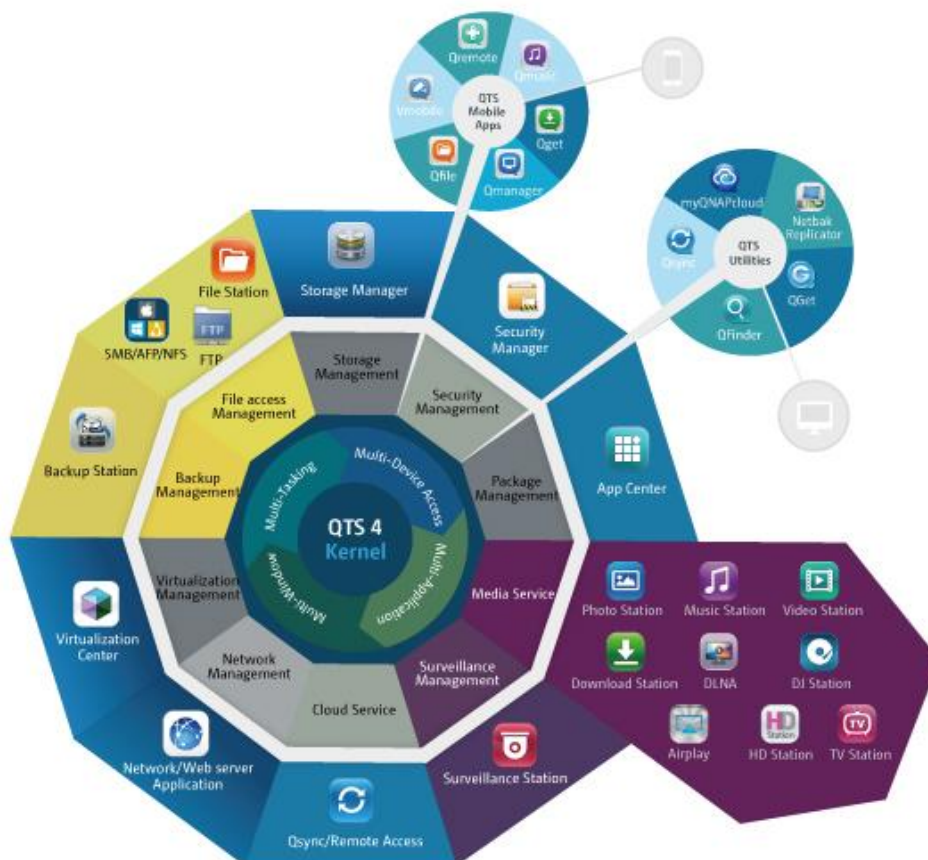 Qremote
Qmusic
Vmobile
QTS
Mobile
Apps
Qget
Qfile
Qmanager
myQNAPcloud
Netbak
Replicator
Qsync
QTS
Utilities
QGet
QFinder
File Station
Storage Manager
SMB/AFP/NFS
FTP
FTP
Security
Manager
Storage
Management
File access
Management
Security
Management
Backup Station
App Center
Backup
Management
Multi-Tasking
Multi-Device Access
Package
Management
QTS 4
Kernel
Multi-Window
Multi-Application
Virtualization
Management
Media Service
Virtualization
Center
Network
Management
Surveillance
Management
Cloud Service
Network/Web server
Application
Surveillance Station
Qsync/Remote Access
Photo Station
Music Station
Video Station
Download Station
DLNA
DJ Station
HD
Station
TV
Airplay
HD Station
TV Station